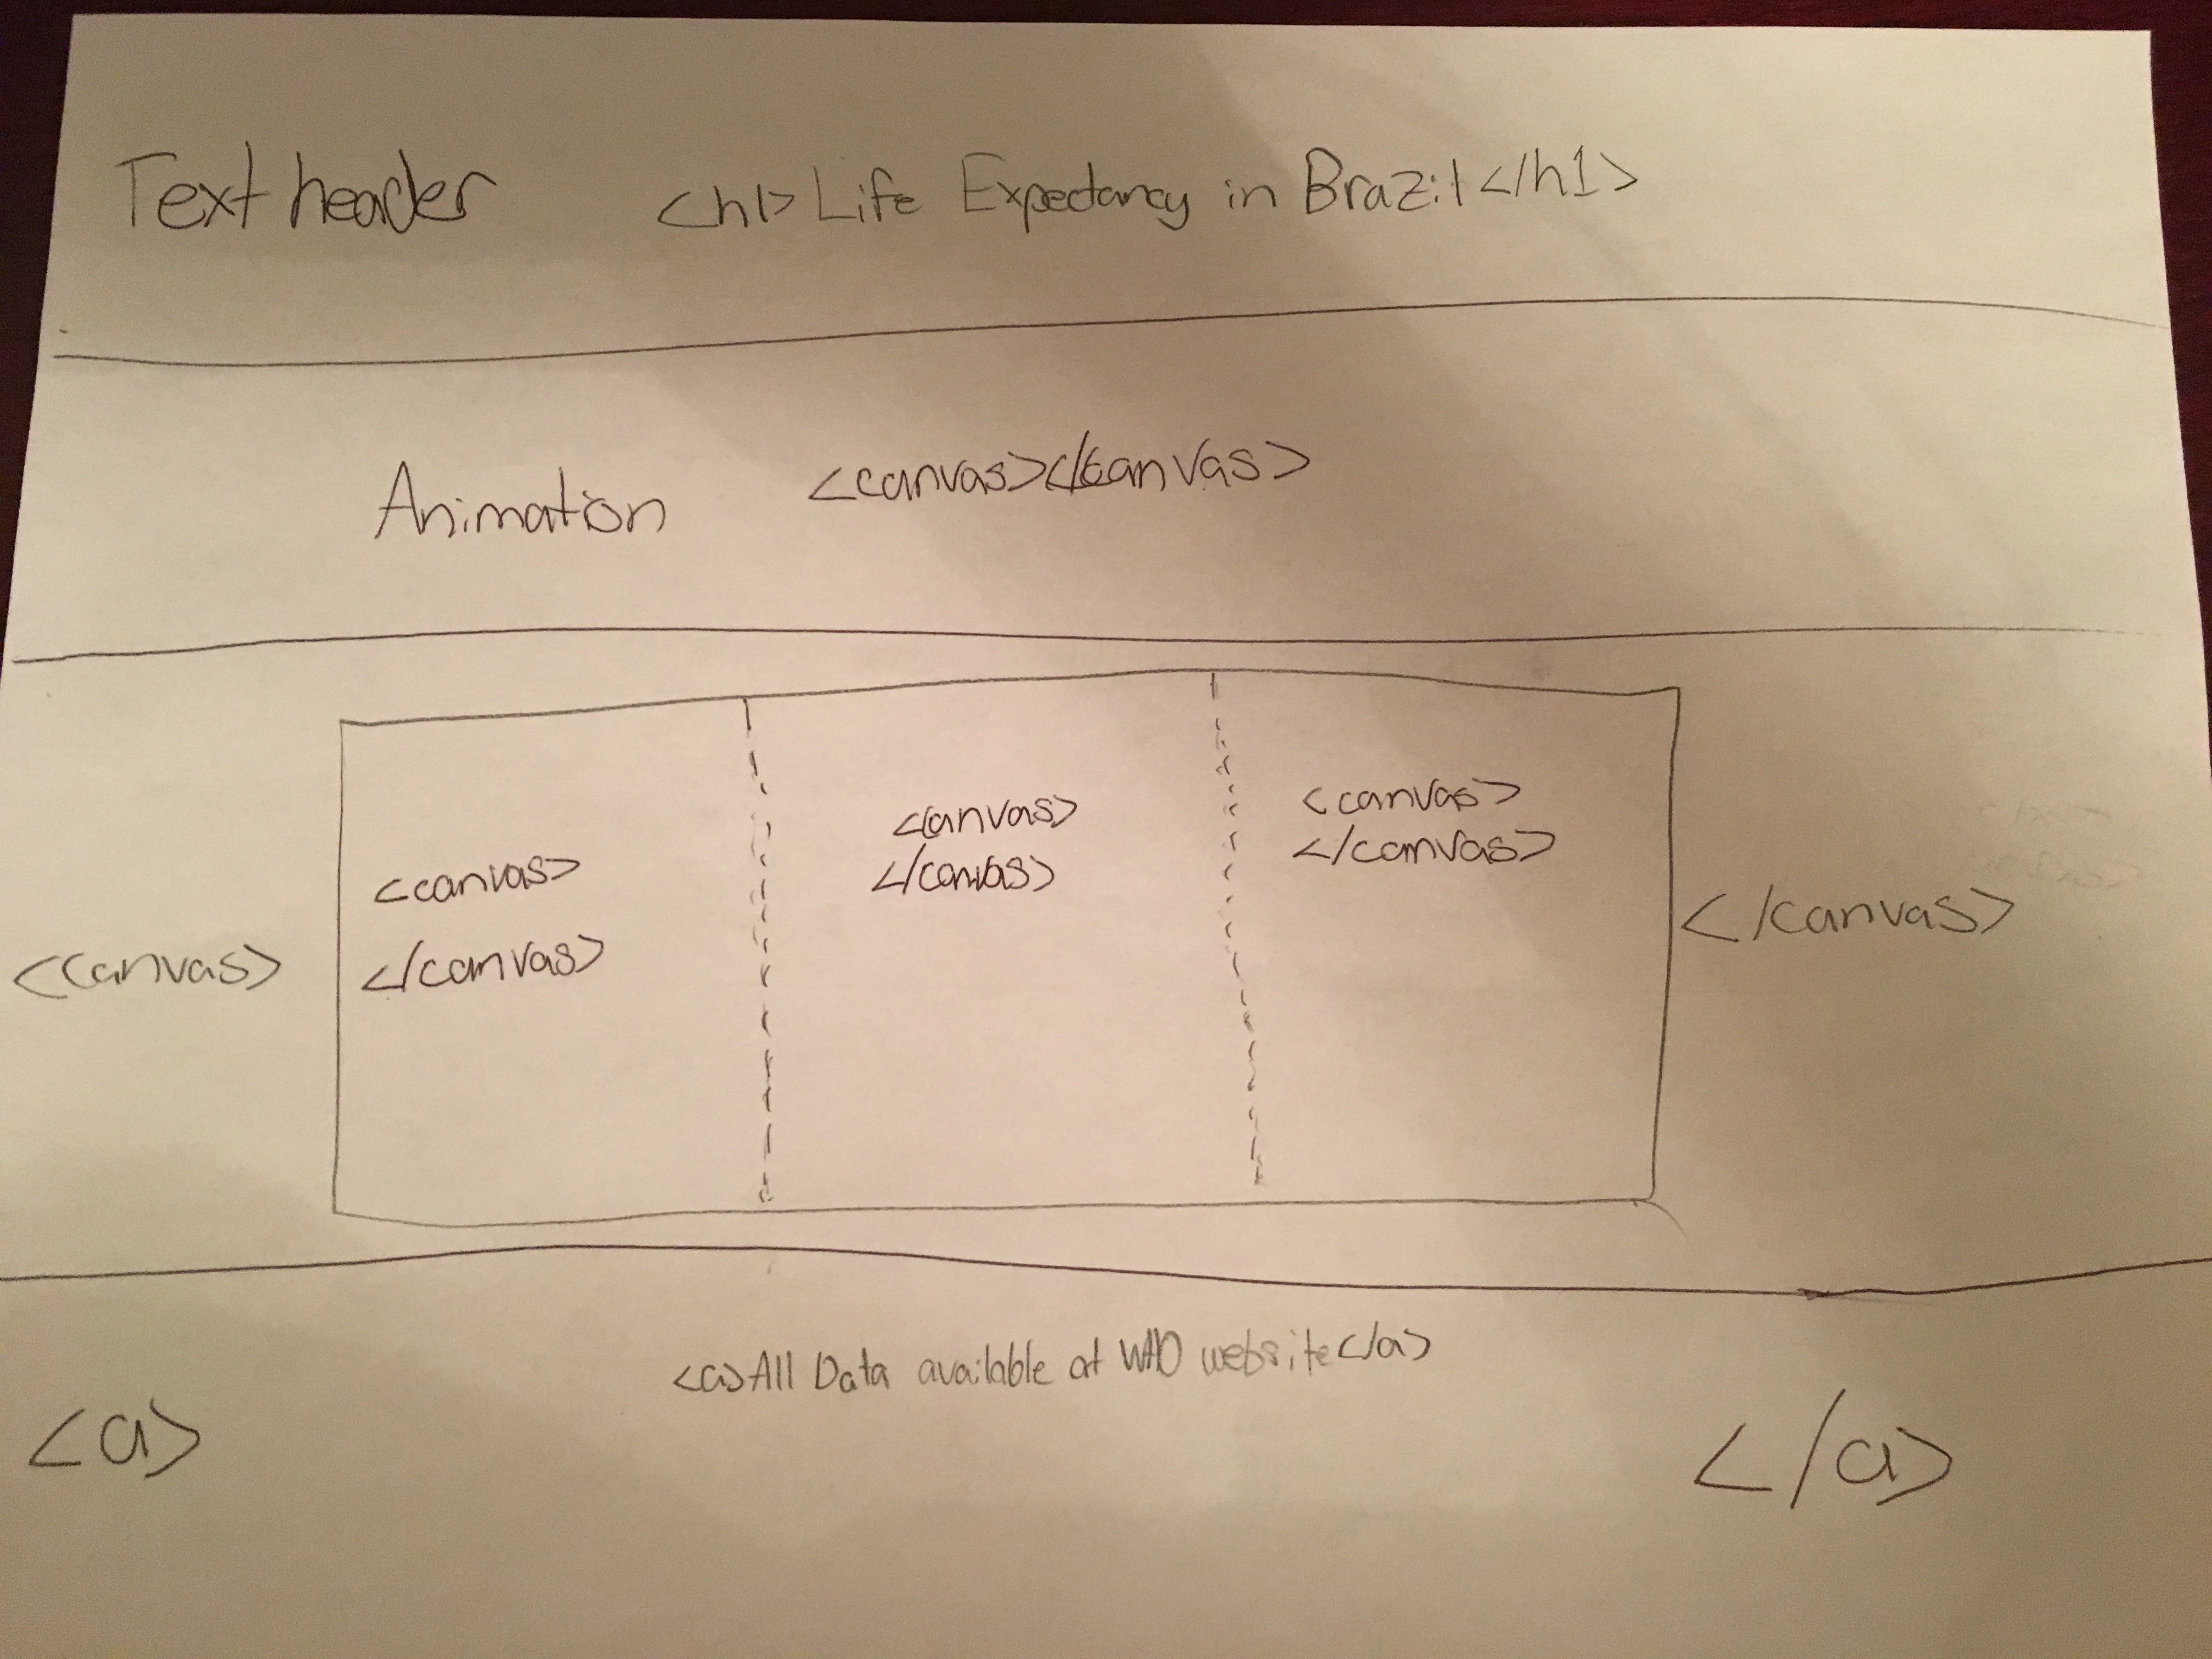 Text header <h1>Life Expectancy in Brazil</h1>
Animation <canvas></canvas>
<canvas>
<canvas>
</canvas>
<canvas>
</canvas>
<canvas>
</canvas>
</canvas>
<a>All Data available at WHO website</a>
<a>
</a>